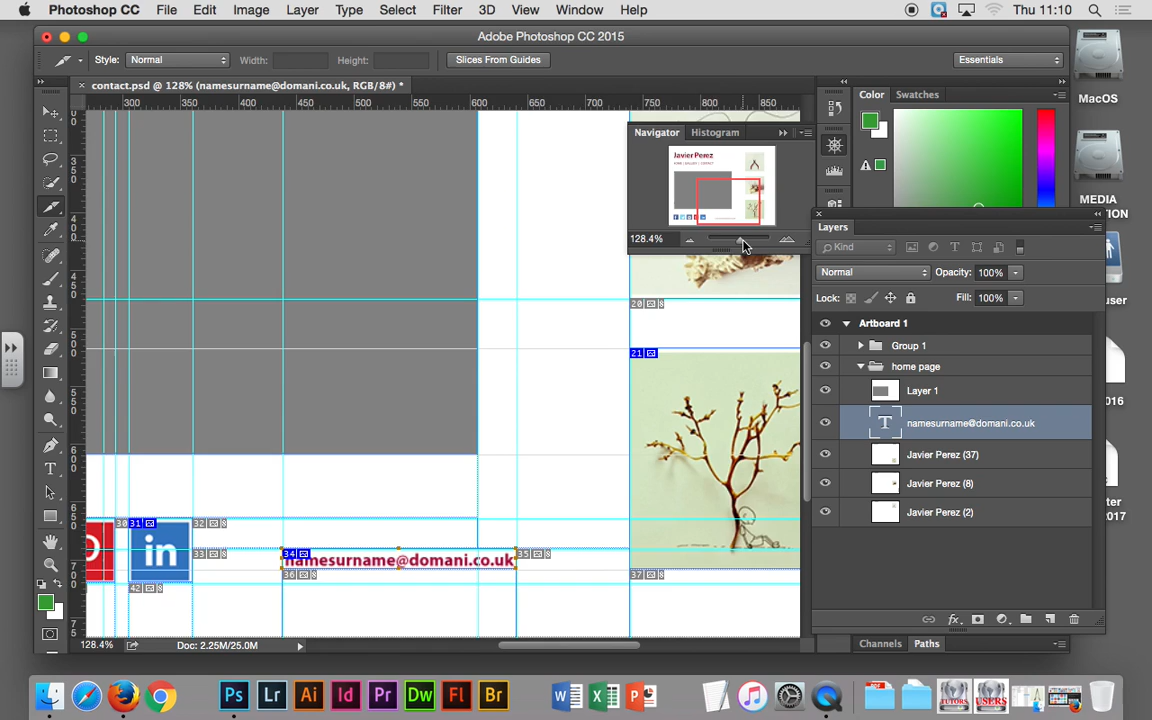 Photoshop CC File Edit Image Layer Type Select Filter 3D View Window Help Thu 11:10
Adobe Photoshop CC 2015
Style: Normal Width: Height: Slices From Guides Essentials
contact.psd @ 128% (namesurname@domani.co.uk, RGB/8#) *
300 350 400 450 500 550 600 650 700 750 800 850
Navigator Histogram
Javier Perez
128.4%
Color Swatches
MacOS
MEDIA
Layers
Kind
Normal Opacity: 100%
Lock: Fill: 100%
user
Artboard 1
Group 1
home page
Layer 1
namesurname@domani.co.uk
Javier Perez (37)
Javier Perez (8)
Javier Perez (2)
2016
2017
20
21
30 31 32
33 34 35
in namesurname@domani.co.uk
36 37
42
128.4% Doc: 2.25M/25.0M
Channels Paths
Ps Lr Ai Id Pr Dw Fl Br
PDF TUTORS USERS